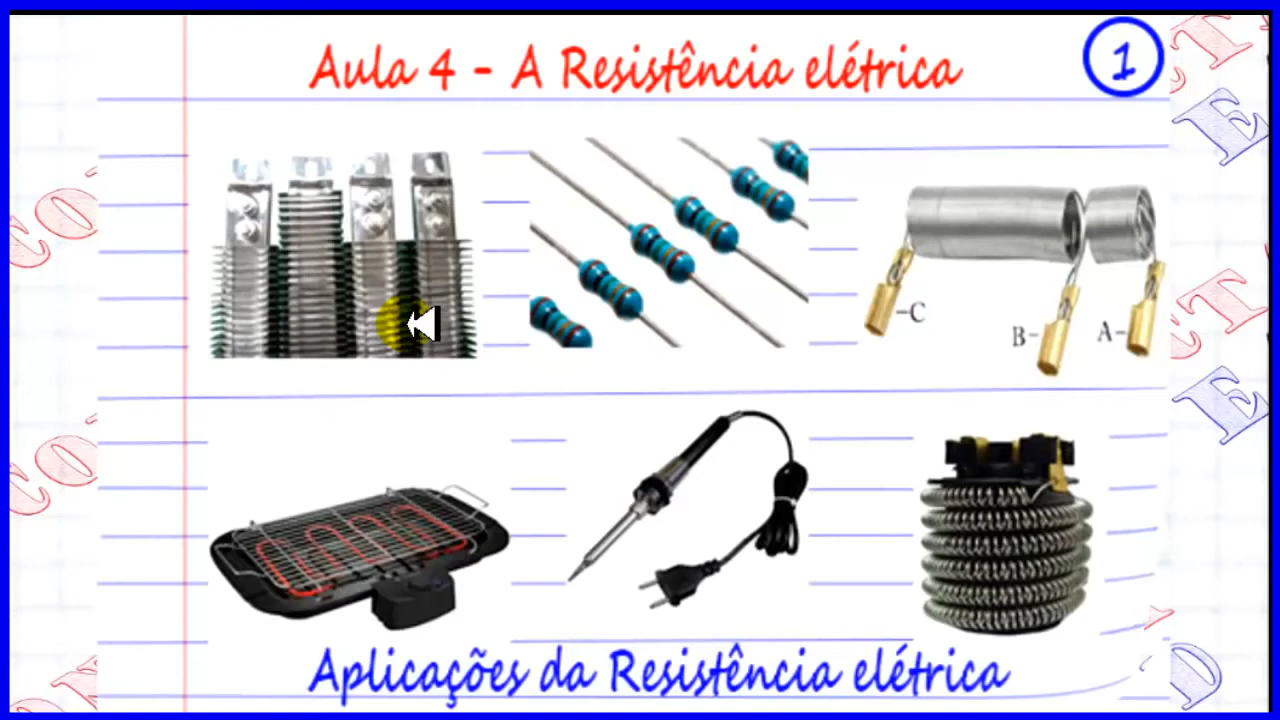 Aula 4 - A Resistência elétrica
1
-C
B-
A-
Aplicações da Resistência elétrica